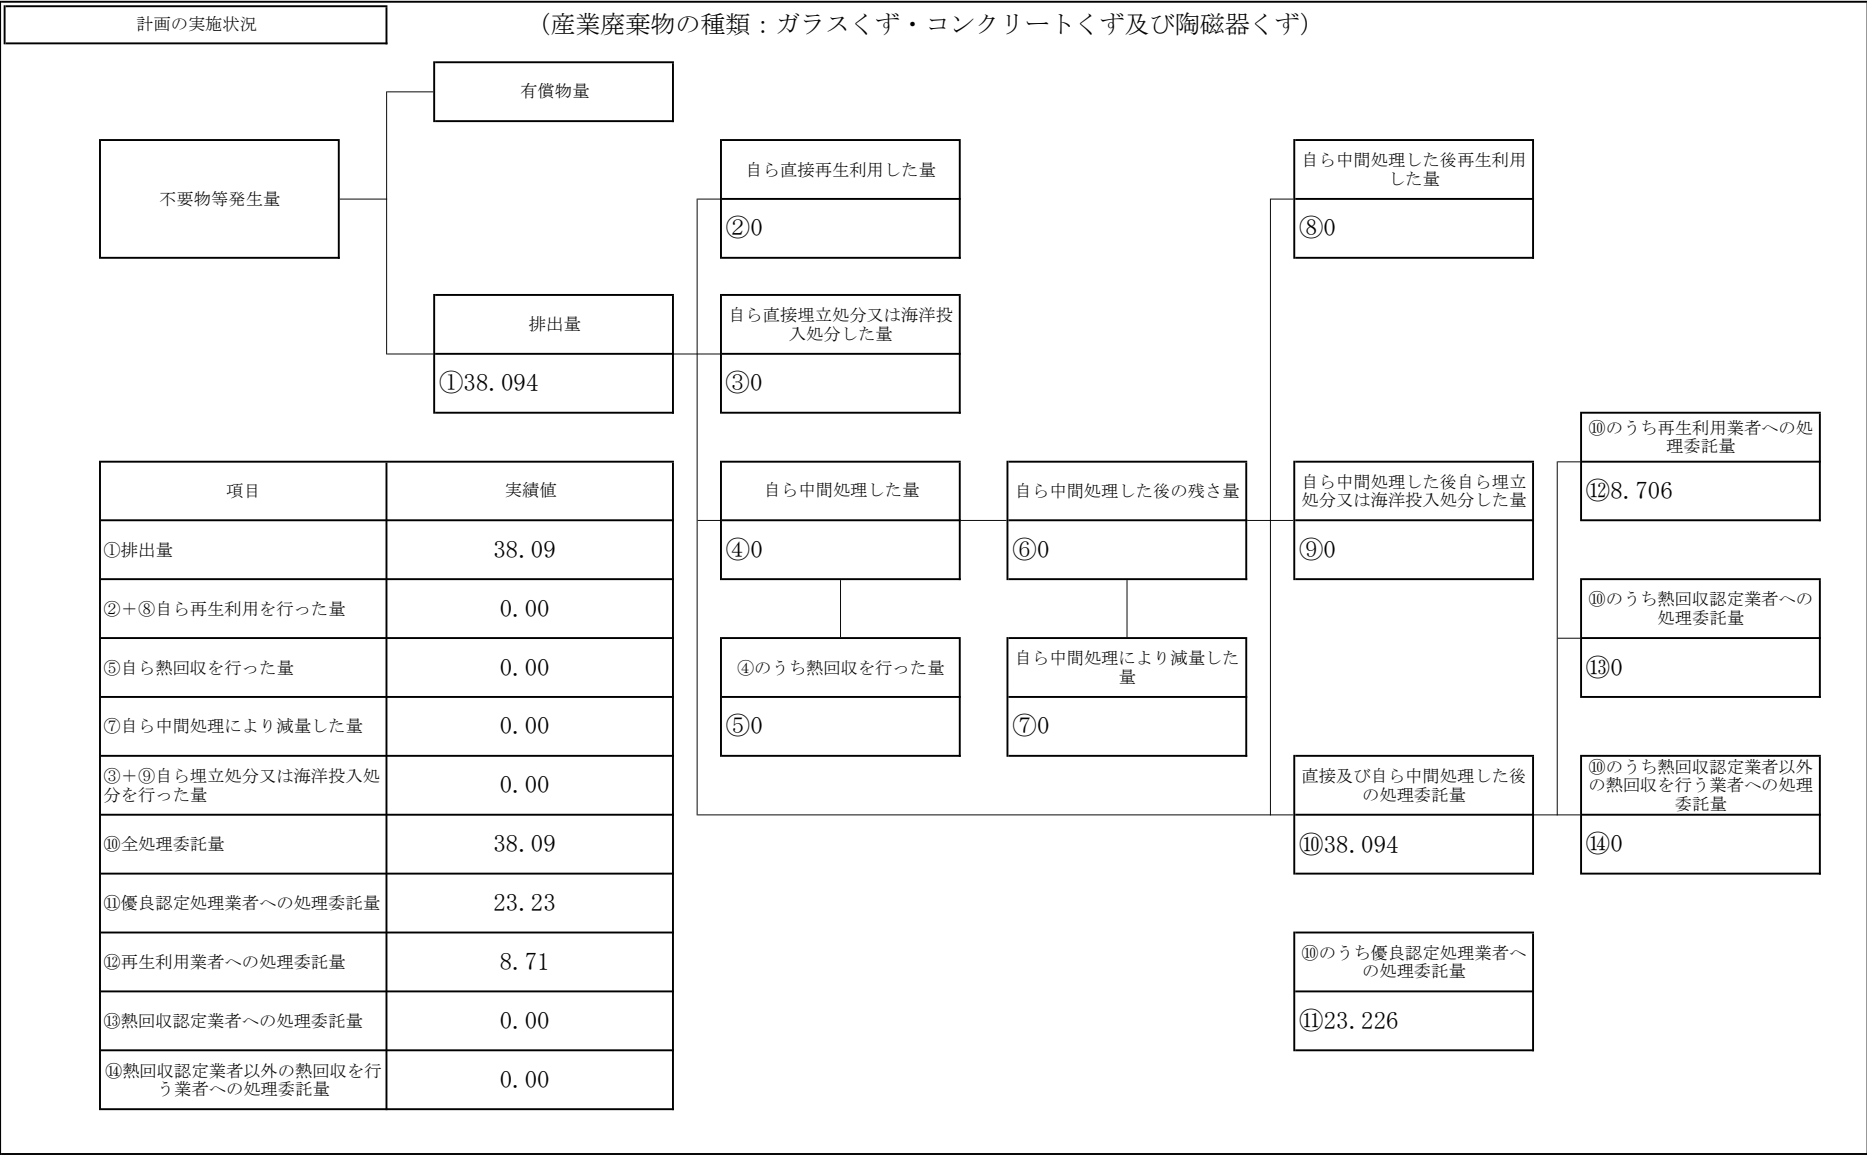 計画の実施状況
（産業廃棄物の種類：ガラスくず・コンクリートくず及び陶磁器くず）
有償物量
不要物等発生量
自ら直接再生利用した量
②0
自ら中間処理した後再生利用
した量
⑧0
排出量
①38.094
自ら直接埋立処分又は海洋投
入処分した量
③0
⑩のうち再生利用業者への処
理委託量
⑫8.706
自ら中間処理した量
④0
自ら中間処理した後の残さ量
⑥0
自ら中間処理した後自ら埋立
処分又は海洋投入処分した量
⑨0
⑩のうち熱回収認定業者への
処理委託量
⑬0
④のうち熱回収を行った量
⑤0
自ら中間処理により減量した
量
⑦0
直接及び自ら中間処理した後
の処理委託量
⑩38.094
⑩のうち熱回収認定業者以外
の熱回収を行う業者への処理
委託量
⑭0
⑩のうち優良認定処理業者へ
の処理委託量
⑪23.226
項目 実績値
①排出量 38.09
②＋⑧自ら再生利用を行った量 0.00
⑤自ら熱回収を行った量 0.00
⑦自ら中間処理により減量した量 0.00
③＋⑨自ら埋立処分又は海洋投入処
分を行った量 0.00
⑩全処理委託量 38.09
⑪優良認定処理業者への処理委託量 23.23
⑫再生利用業者への処理委託量 8.71
⑬熱回収認定業者への処理委託量 0.00
⑭熱回収認定業者以外の熱回収を行
う業者への処理委託量 0.00